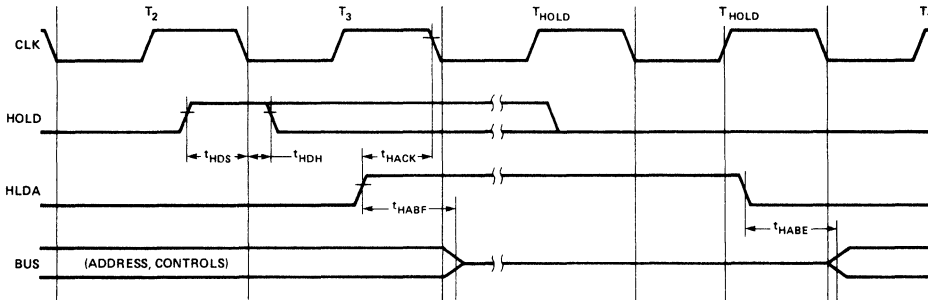 T2 T3 THOLD THOLD
CLK
HOLD
tHDS tHDH tHACK
HLDA
tHABF
tHABE
BUS (ADDRESS, CONTROLS)